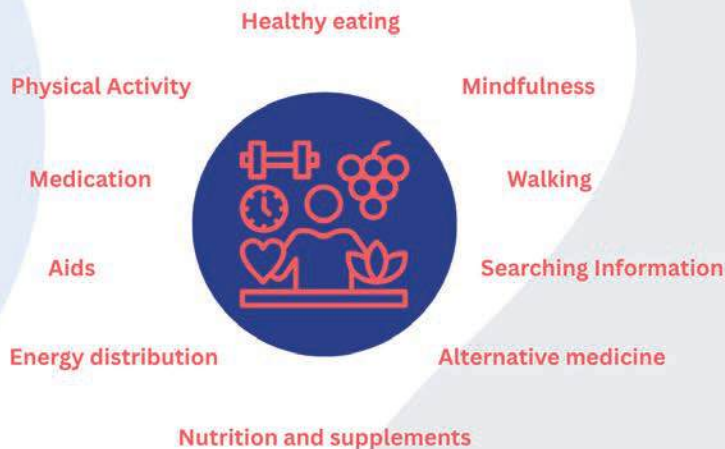 Healthy eating
Physical Activity
Mindfulness
Medication
Walking
Aids
Searching Information
Energy distribution
Alternative medicine
Nutrition and supplements